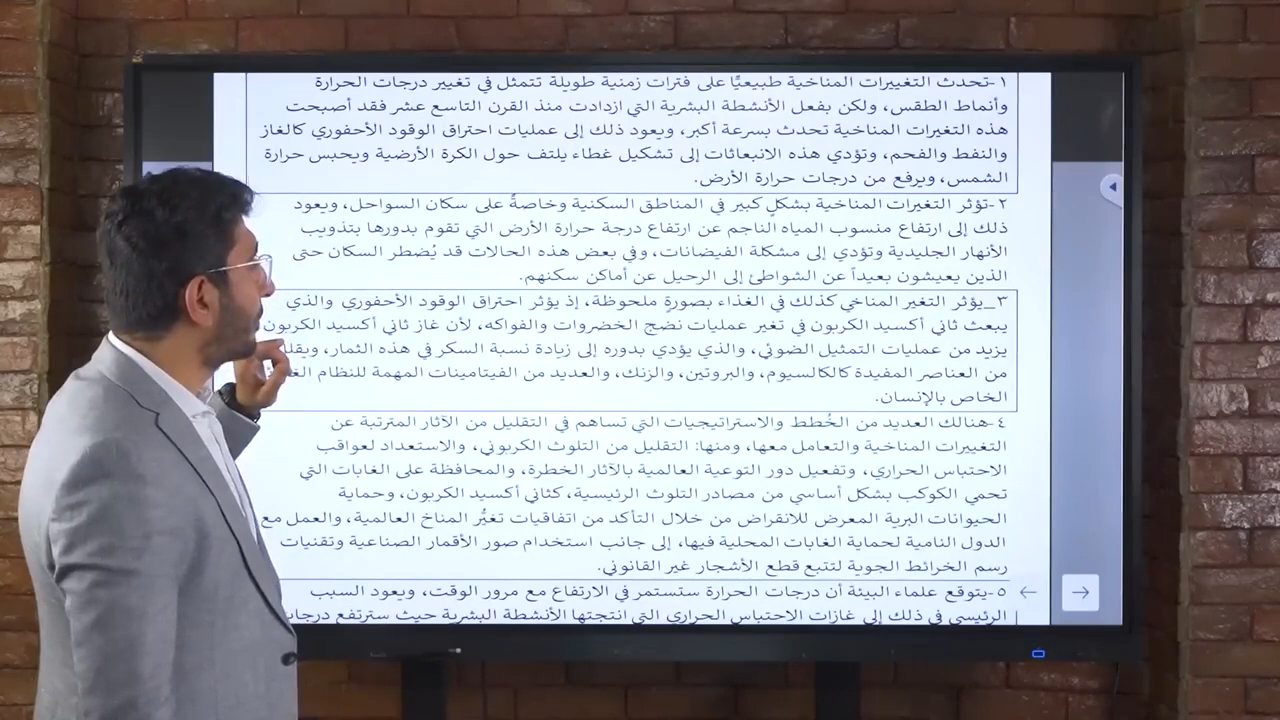 ١-تحدث التغييرات المناخية طبيعيًّا على فترات زمنية طويلة تتمثل في تغيير درجات الحرارة
وأنماط الطقس، ولكن بفعل الأنشطة البشرية التي ازدادت منذ القرن التاسع عشر فقد أصبحت
هذه التغيرات المناخية تحدث بسرعة أكبر، ويعود ذلك إلى عمليات احتراق الوقود الأحفوري كالغاز
والنفط والفحم، وتؤدي هذه الانبعاثات إلى تشكيل غطاء يلتف حول الكرة الأرضية ويحبس حرارة
الشمس، ويرفع من درجات حرارة الأرض.
٢-تؤثر التغيرات المناخية بشكلٍ كبير في المناطق السكنية وخاصةً على سكان السواحل، ويعود
ذلك إلى ارتفاع منسوب المياه الناجم عن ارتفاع درجة حرارة الأرض التي تقوم بدورها بتذويب
الأنهار الجليدية وتؤدي إلى مشكلة الفيضانات، وفي بعض هذه الحالات قد يُضطر السكان حتى
الذين يعيشون بعيداً عن الشواطئ إلى الرحيل عن أماكن سكنهم.
٣_يؤثر التغير المناخي كذلك في الغذاء بصورةٍ ملحوظة، إذ يؤثر احتراق الوقود الأحفوري والذي
يبعث ثاني أكسيد الكربون في تغير عمليات نضج الخضروات والفواكه، لأن غاز ثاني أكسيد الكربون
يزيد من عمليات التمثيل الضوئي، والذي يؤدي بدوره إلى زيادة نسبة السكر في هذه الثمار،
من العناصر المفيدة كالكالسيوم، والبروتين، والزنك، والعديد من الفيتامينات المهمة للنظام
الخاص بالإنسان.
٤-هنالك العديد من الخُطط والاستراتيجيات التي تساهم في التقليل من الآثار المترتبة عن
التغييرات المناخية والتعامل معها، ومنها: التقليل من التلوث الكربوني، والاستعداد لعواقب
الاحتباس الحراري، وتفعيل دور التوعية العالمية بالآثار الخطرة، والمحافظة على الغابات التي
تحمي الكوكب بشكل أساسي من مصادر التلوث الرئيسية، كثاني أكسيد الكربون، وحماية
الحيوانات البرية المعرض للانقراض من خلال التأكد من اتفاقيات تغيُّر المناخ العالمية، والعمل مع
الدول النامية لحماية الغابات المحلية فيها، إلى جانب استخدام صور الأقمار الصناعية وتقنيات
رسم الخرائط الجوية لتتبع قطع الأشجار غير القانوني.
٥-يتوقع علماء البيئة أن درجات الحرارة ستستمر في الارتفاع مع مرور الوقت، ويعود السبب
الرئيسي في ذلك إلى غازات الاحتباس الحراري التي انتجتها الأنشطة البشرية حيث سترتفع درجات